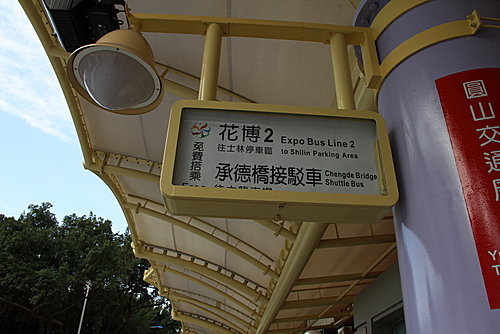 花博2 Expo Bus Line 2
往士林停車區 to Shilin Parking Area
免費搭乘
承德橋接駁車 Chengde Bridge
Shuttle Bus
圓山交通